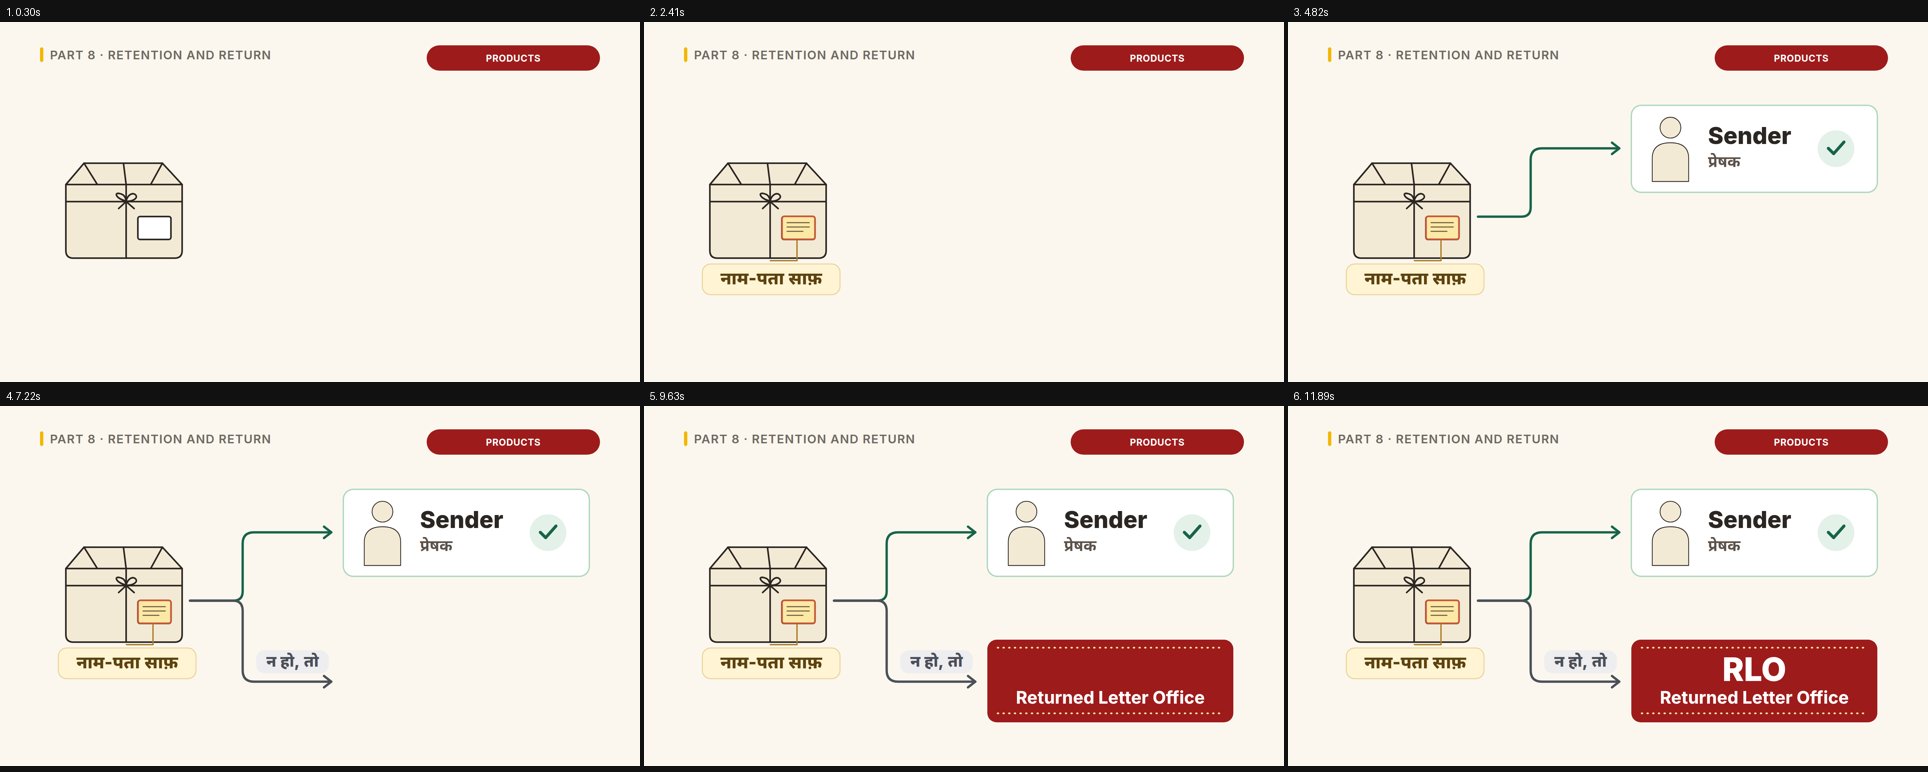 1. 0.30s
PART 8 · RETENTION AND RETURN
PRODUCTS
2. 2.41s
PART 8 · RETENTION AND RETURN
PRODUCTS
नाम-पता साफ़
3. 4.82s
PART 8 · RETENTION AND RETURN
PRODUCTS
Sender
प्रेषक
नाम-पता साफ़
4. 7.22s
PART 8 · RETENTION AND RETURN
PRODUCTS
Sender
प्रेषक
नाम-पता साफ़
न हो, तो
5. 9.63s
PART 8 · RETENTION AND RETURN
PRODUCTS
Sender
प्रेषक
नाम-पता साफ़
न हो, तो
Returned Letter Office
6. 11.89s
PART 8 · RETENTION AND RETURN
PRODUCTS
Sender
प्रेषक
नाम-पता साफ़
न हो, तो
RLO
Returned Letter Office